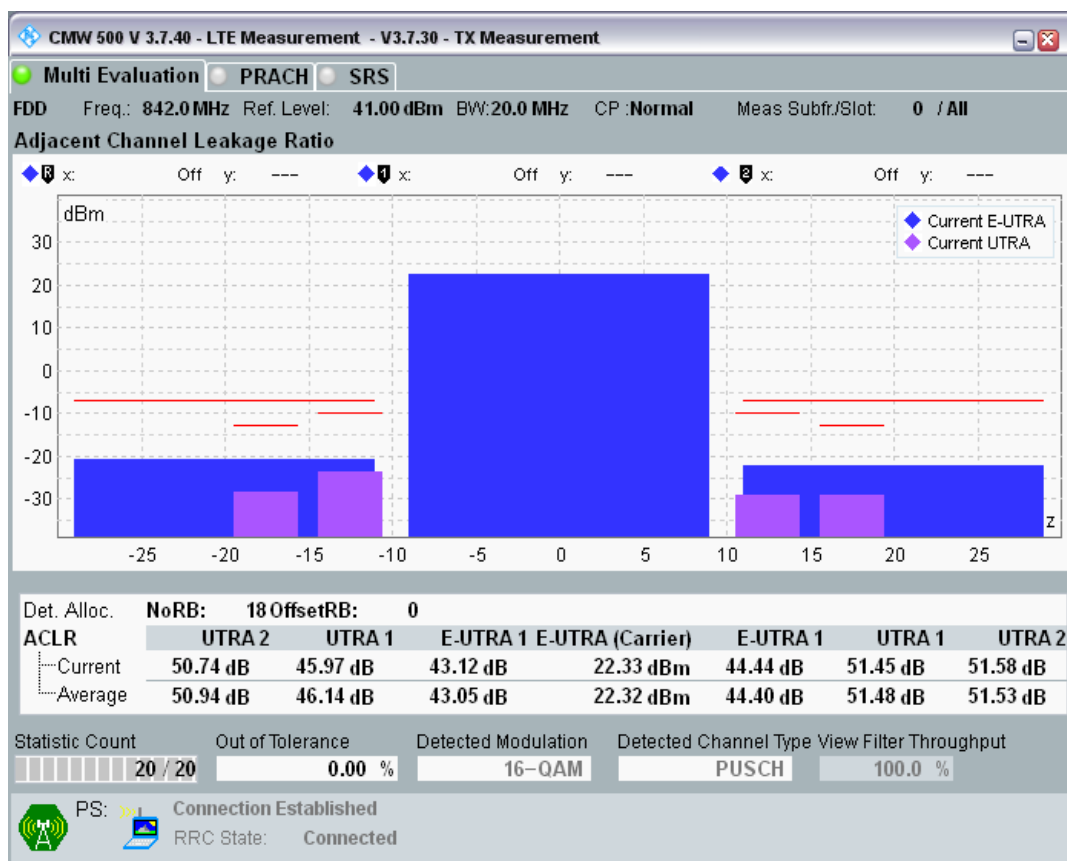 CMW 500 V 3.7.40 - LTE Measurement - V3.7.30 - TX Measurement
Multi Evaluation PRACH SRS
FDD Freq.: 842.0 MHz Ref. Level: 41.00 dBm BW:20.0 MHz CP :Normal Meas Subfr./Slot: 0 / All
Adjacent Channel Leakage Ratio
R x: Off y: --- 1 x: Off y: --- 2 x: Off y: ---
dBm
Current E-UTRA
Current UTRA
30
20
10
0
-10
-20
-30
z
-25 -20 -15 -10 -5 0 5 10 15 20 25
Det. Alloc. NoRB: 18 OffsetRB: 0
ACLR UTRA 2 UTRA 1 E-UTRA 1 E-UTRA (Carrier) E-UTRA 1 UTRA 1 UTRA 2
Current 50.74 dB 45.97 dB 43.12 dB 22.33 dBm 44.44 dB 51.45 dB 51.58 dB
Average 50.94 dB 46.14 dB 43.05 dB 22.32 dBm 44.40 dB 51.48 dB 51.53 dB
Statistic Count Out of Tolerance Detected Modulation Detected Channel Type View Filter Throughput
20 / 20 0.00 % 16-QAM PUSCH 100.0 %
PS: Connection Established
RRC State: Connected